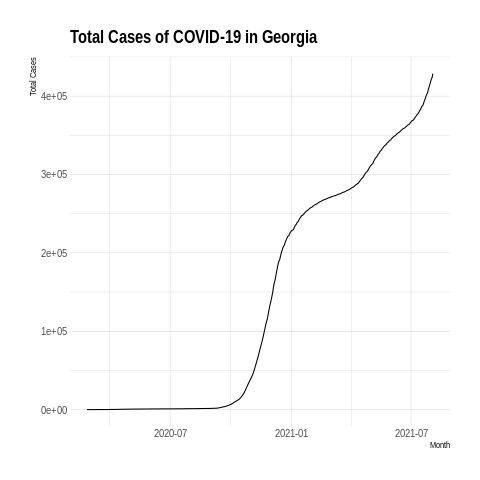 Total Cases of COVID-19 in Georgia
Total Cases
4e+05
3e+05
2e+05
1e+05
0e+00
2020-07 2021-01 2021-07
Month